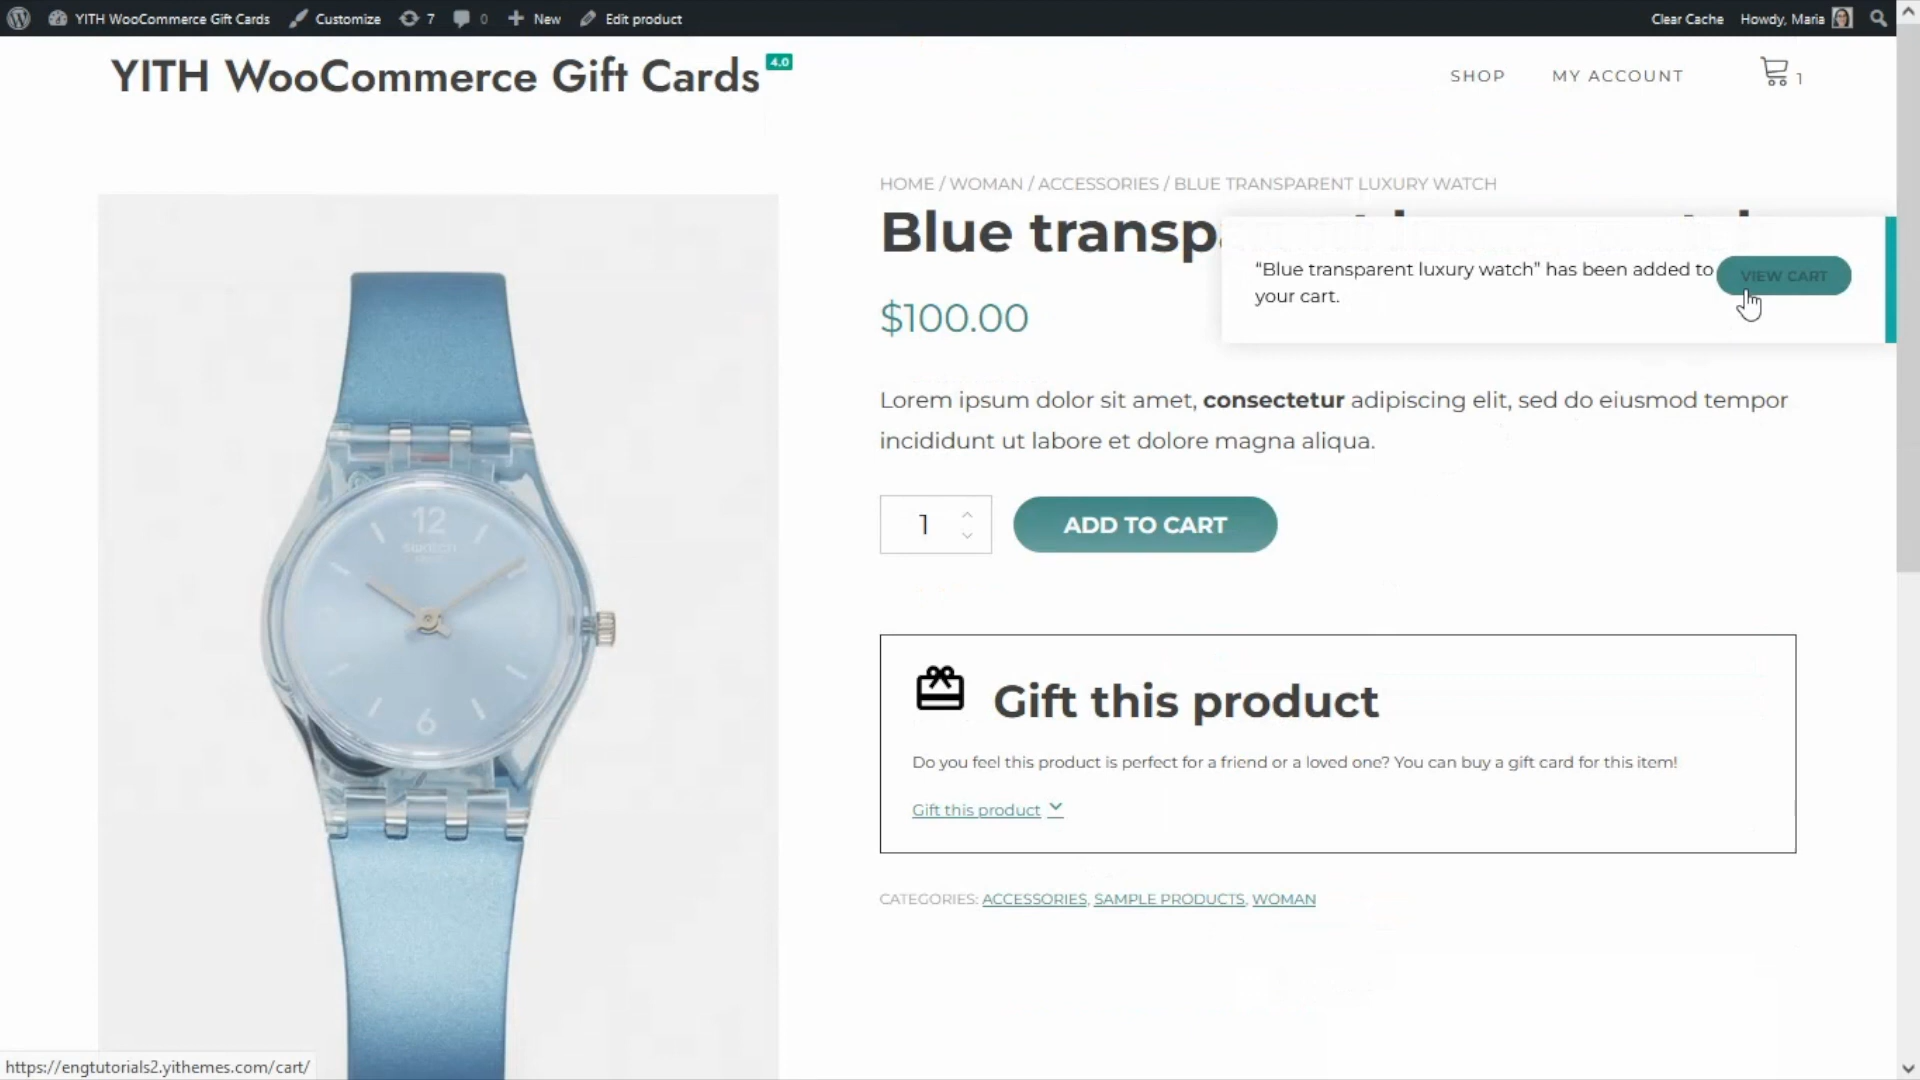 YITH WooCommerce Gift Cards Customize 7 0 New Edit product Clear Cache Howdy, Maria
YITH WooCommerce Gift Cards 4.0
SHOP MY ACCOUNT 1
HOME / WOMAN / ACCESSORIES / BLUE TRANSPARENT LUXURY WATCH
Blue transp
“Blue transparent luxury watch” has been added to
your cart.
VIEW CART
$100.00
Lorem ipsum dolor sit amet, consectetur adipiscing elit, sed do eiusmod tempor
incididunt ut labore et dolore magna aliqua.
1 ADD TO CART
12
swatch
6
Gift this product
Do you feel this product is perfect for a friend or a loved one? You can buy a gift card for this item!
Gift this product
CATEGORIES: ACCESSORIES, SAMPLE PRODUCTS, WOMAN
https://engtutorials2.yithemes.com/cart/